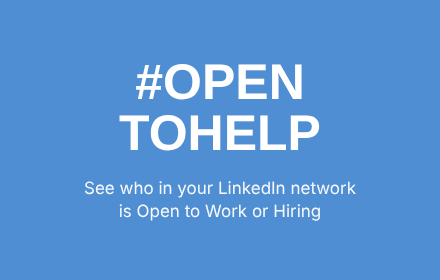 #OPEN
TOHELP
See who in your LinkedIn network
is Open to Work or Hiring